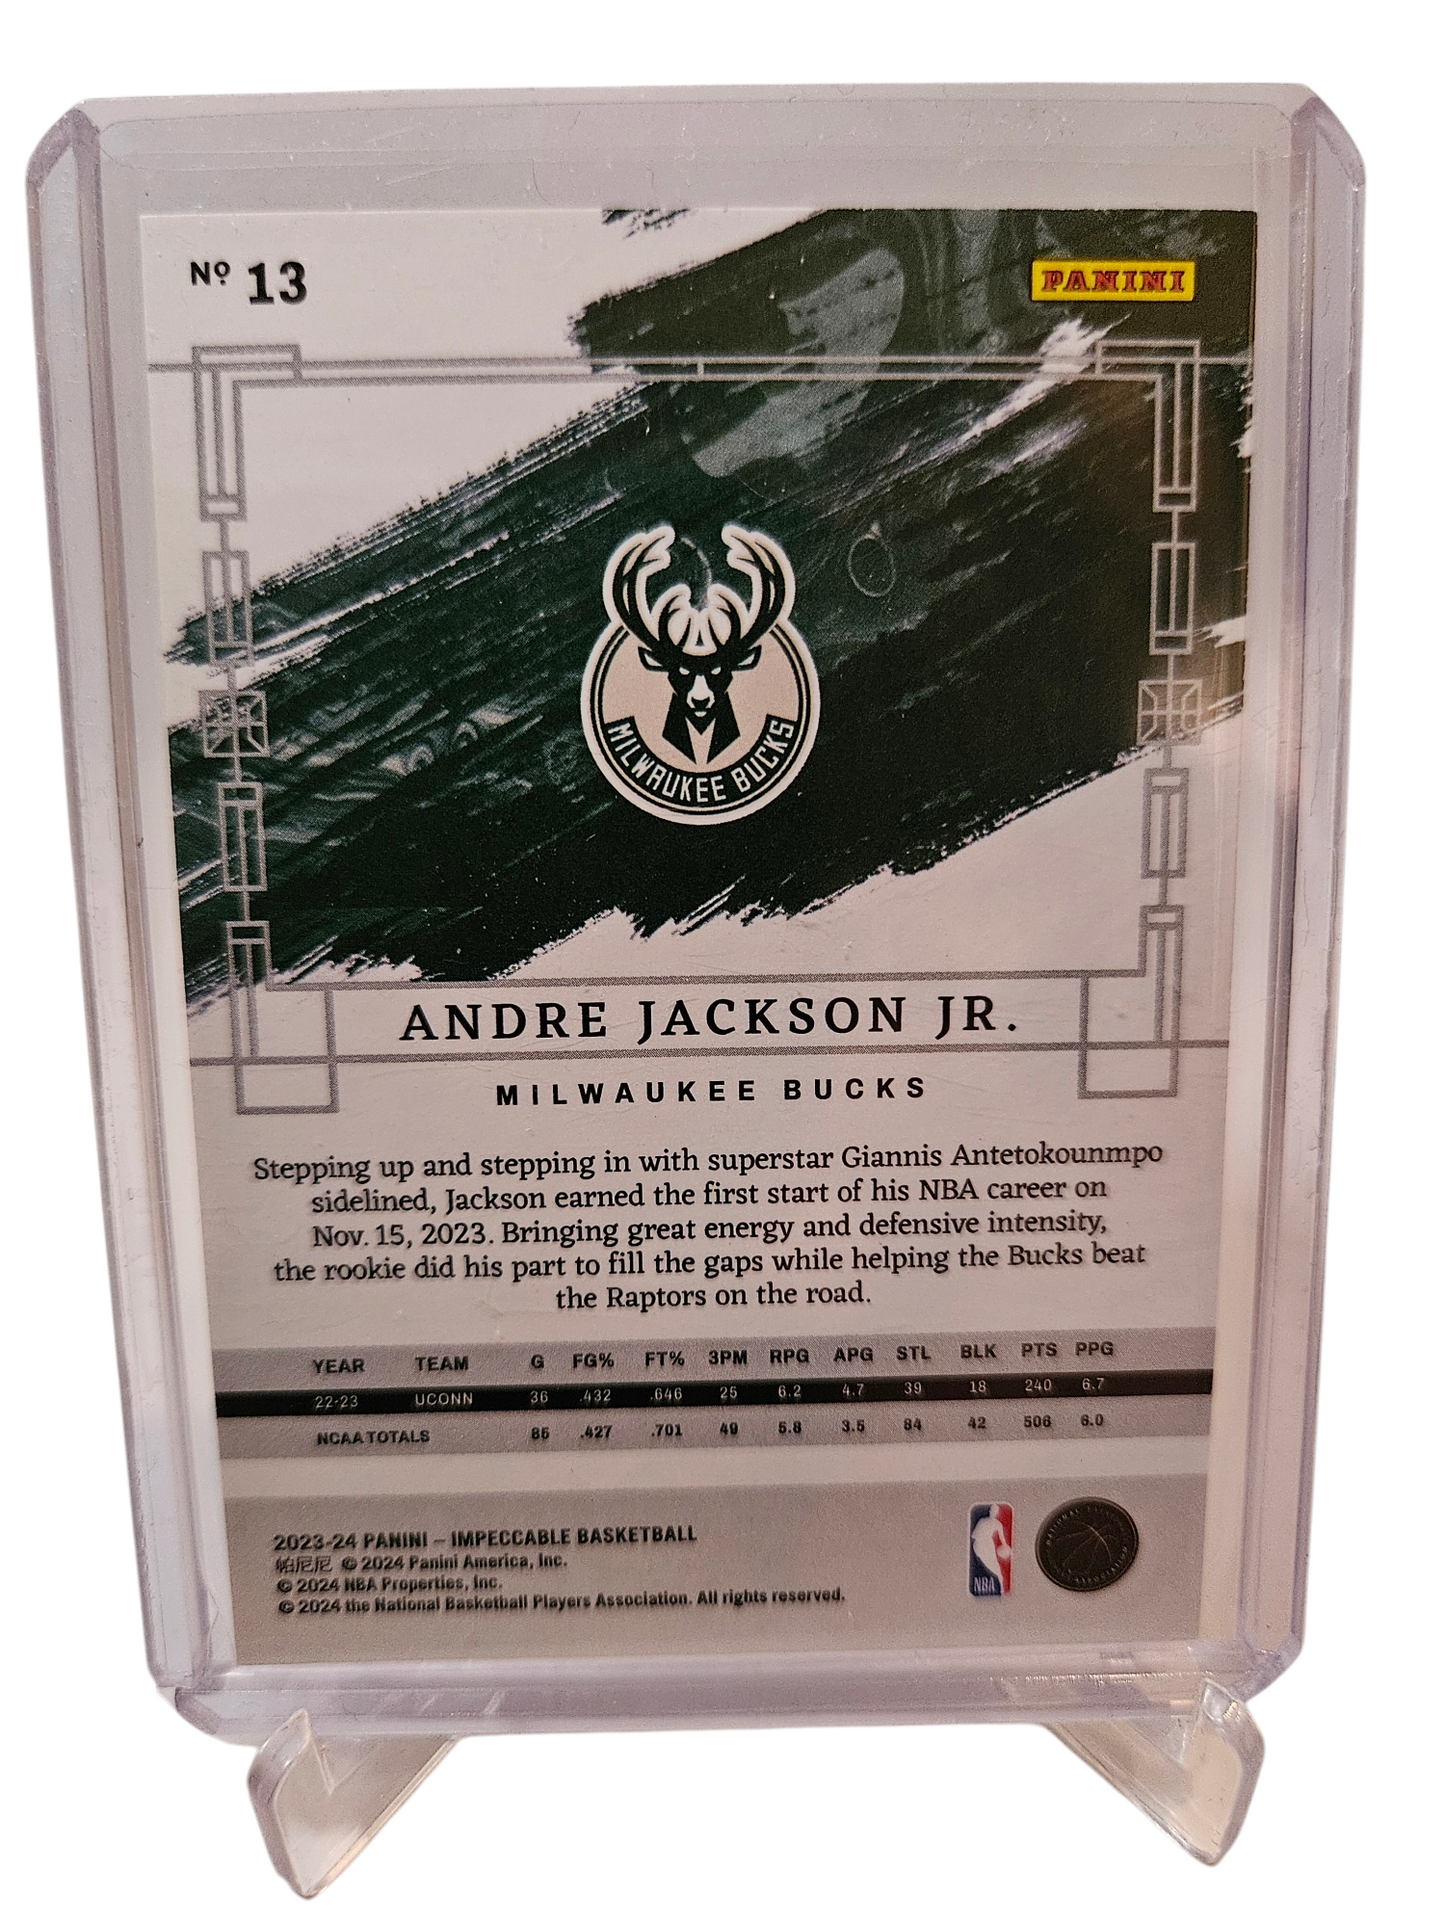 Nº 13
PANINI
MILWAUKEE BUCKS
ANDRE JACKSON JR.
MILWAUKEE BUCKS
Stepping up and stepping in with superstar Giannis Antetokounmpo
sidelined, Jackson earned the first start of his NBA career on
Nov. 15, 2023. Bringing great energy and defensive intensity,
the rookie did his part to fill the gaps while helping the Bucks beat
the Raptors on the road.
YEAR TEAM G FG% FT% 3PM RPG APG STL BLK PTS PPG
22-23 UCONN 36 .432 .646 25 6.2 4.7 39 18 240 6.7
NCAA TOTALS 85 .427 .701 49 5.8 3.5 84 42 506 6.0
2023-24 PANINI – IMPECCABLE BASKETBALL
帕尼尼 © 2024 Panini America, Inc.
© 2024 NBA Properties, Inc.
© 2024 the National Basketball Players Association. All rights reserved.
NBA